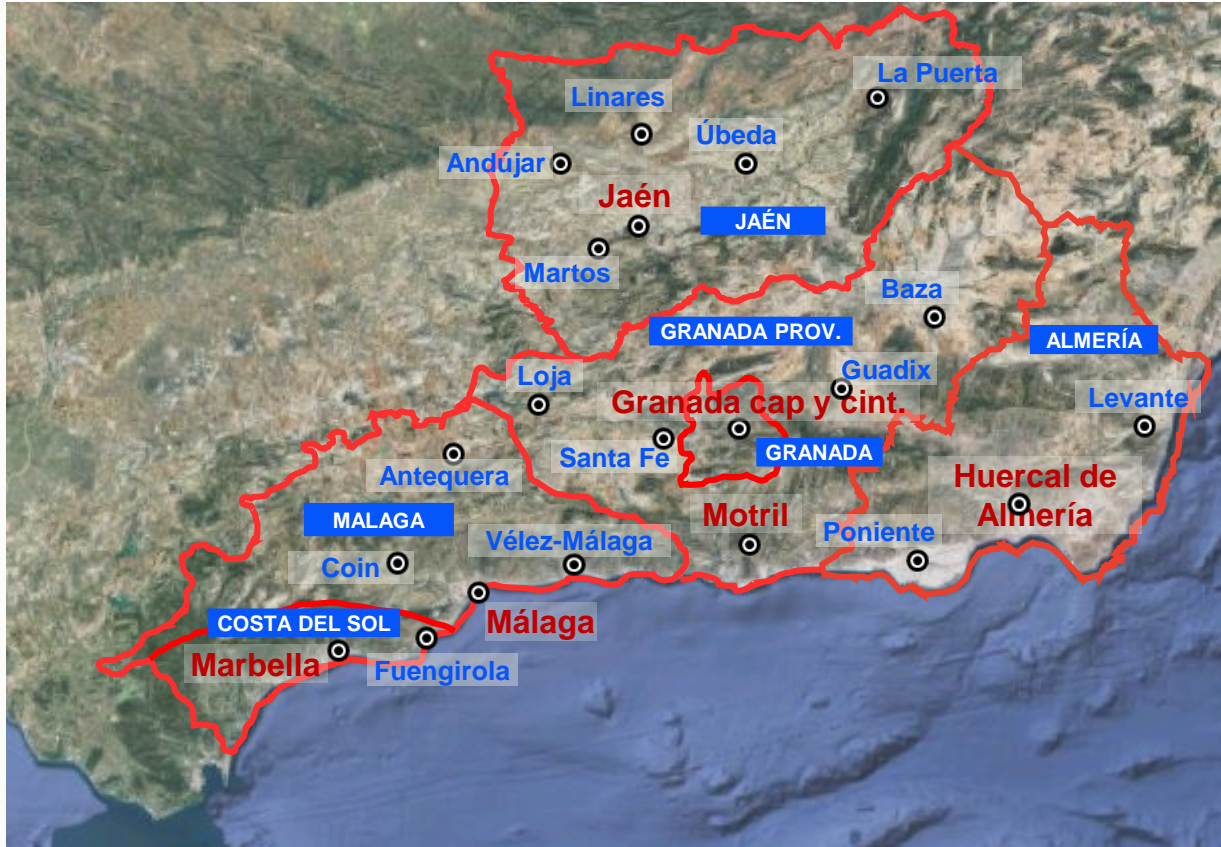 La Puerta
Linares
Úbeda
Andújar
Jaén
JAÉN
Martos
Baza
GRANADA PROV.
ALMERÍA
Loja
Guadix
Granada cap y cint.
Levante
Santa Fe
GRANADA
Antequera
Huercal de
Almería
MALAGA
Motril
Vélez-Málaga
Poniente
Coin
COSTA DEL SOL
Málaga
Marbella
Fuengirola